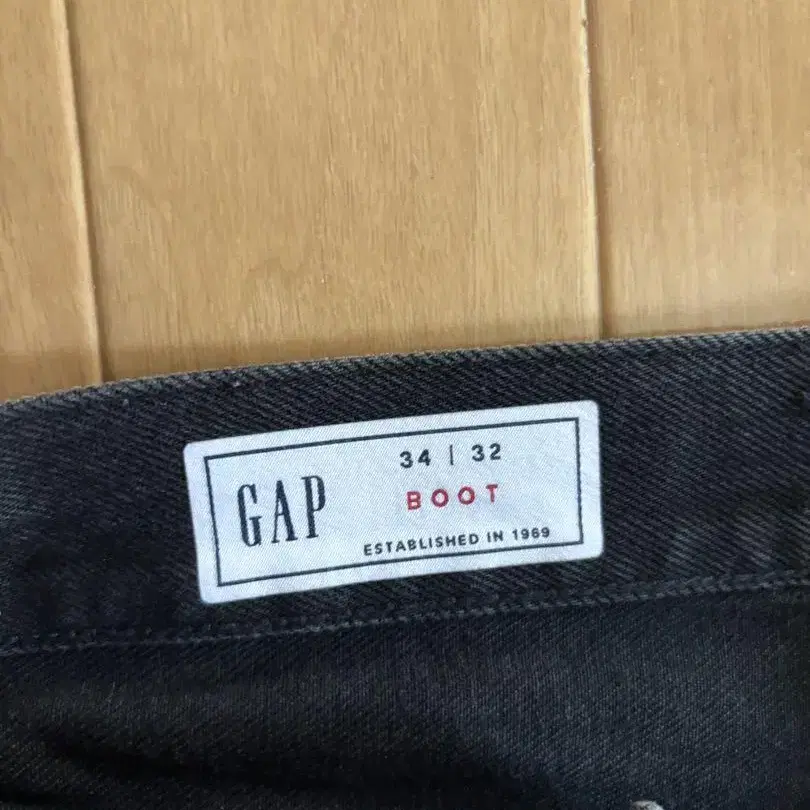 GAP
34 | 32
BOOT
ESTABLISHED IN 1969